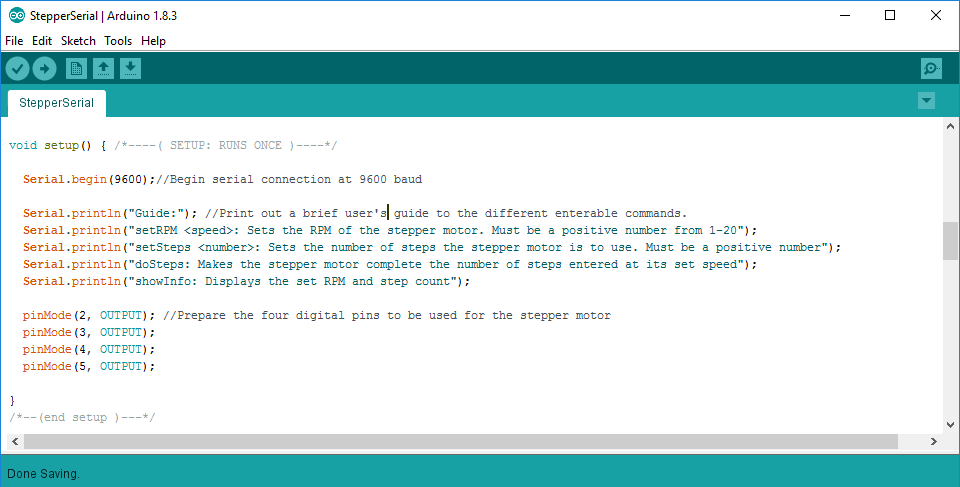 StepperSerial | Arduino 1.8.3
File Edit Sketch Tools Help
StepperSerial
void setup() { /*----( SETUP: RUNS ONCE )----*/
Serial.begin(9600);//Begin serial connection at 9600 baud
Serial.println("Guide:"); //Print out a brief user's guide to the different enterable commands.
Serial.println("setRPM <speed>: Sets the RPM of the stepper motor. Must be a positive number from 1-20");
Serial.println("setSteps <number>: Sets the number of steps the stepper motor is to use. Must be a positive number");
Serial.println("doSteps: Makes the stepper motor complete the number of steps entered at its set speed");
Serial.println("showInfo: Displays the set RPM and step count");
pinMode(2, OUTPUT); //Prepare the four digital pins to be used for the stepper motor
pinMode(3, OUTPUT);
pinMode(4, OUTPUT);
pinMode(5, OUTPUT);
}
/*--(end setup )---*/
Done Saving.